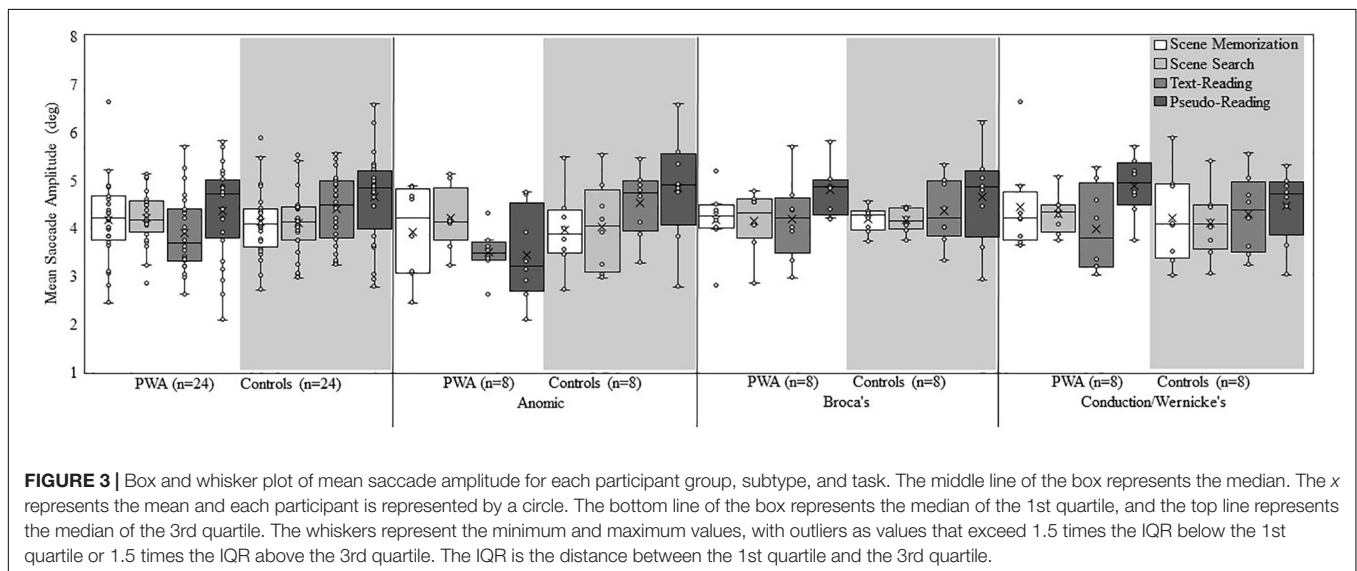 8
7
6
5
4
3
2
1
Mean Saccade Amplitude (deg)
Scene Memorization
Scene Search
Text-Reading
Pseudo-Reading
PWA (n=24) Controls (n=24) PWA (n=8) Controls (n=8) PWA (n=8) Controls (n=8) PWA (n=8) Controls (n=8)
Anomic Broca's Conduction/Wernicke's
FIGURE 3 | Box and whisker plot of mean saccade amplitude for each participant group, subtype, and task. The middle line of the box represents the median. The x
represents the mean and each participant is represented by a circle. The bottom line of the box represents the median of the 1st quartile, and the top line represents
the median of the 3rd quartile. The whiskers represent the minimum and maximum values, with outliers as values that exceed 1.5 times the IQR below the 1st
quartile or 1.5 times the IQR above the 3rd quartile. The IQR is the distance between the 1st quartile and the 3rd quartile.